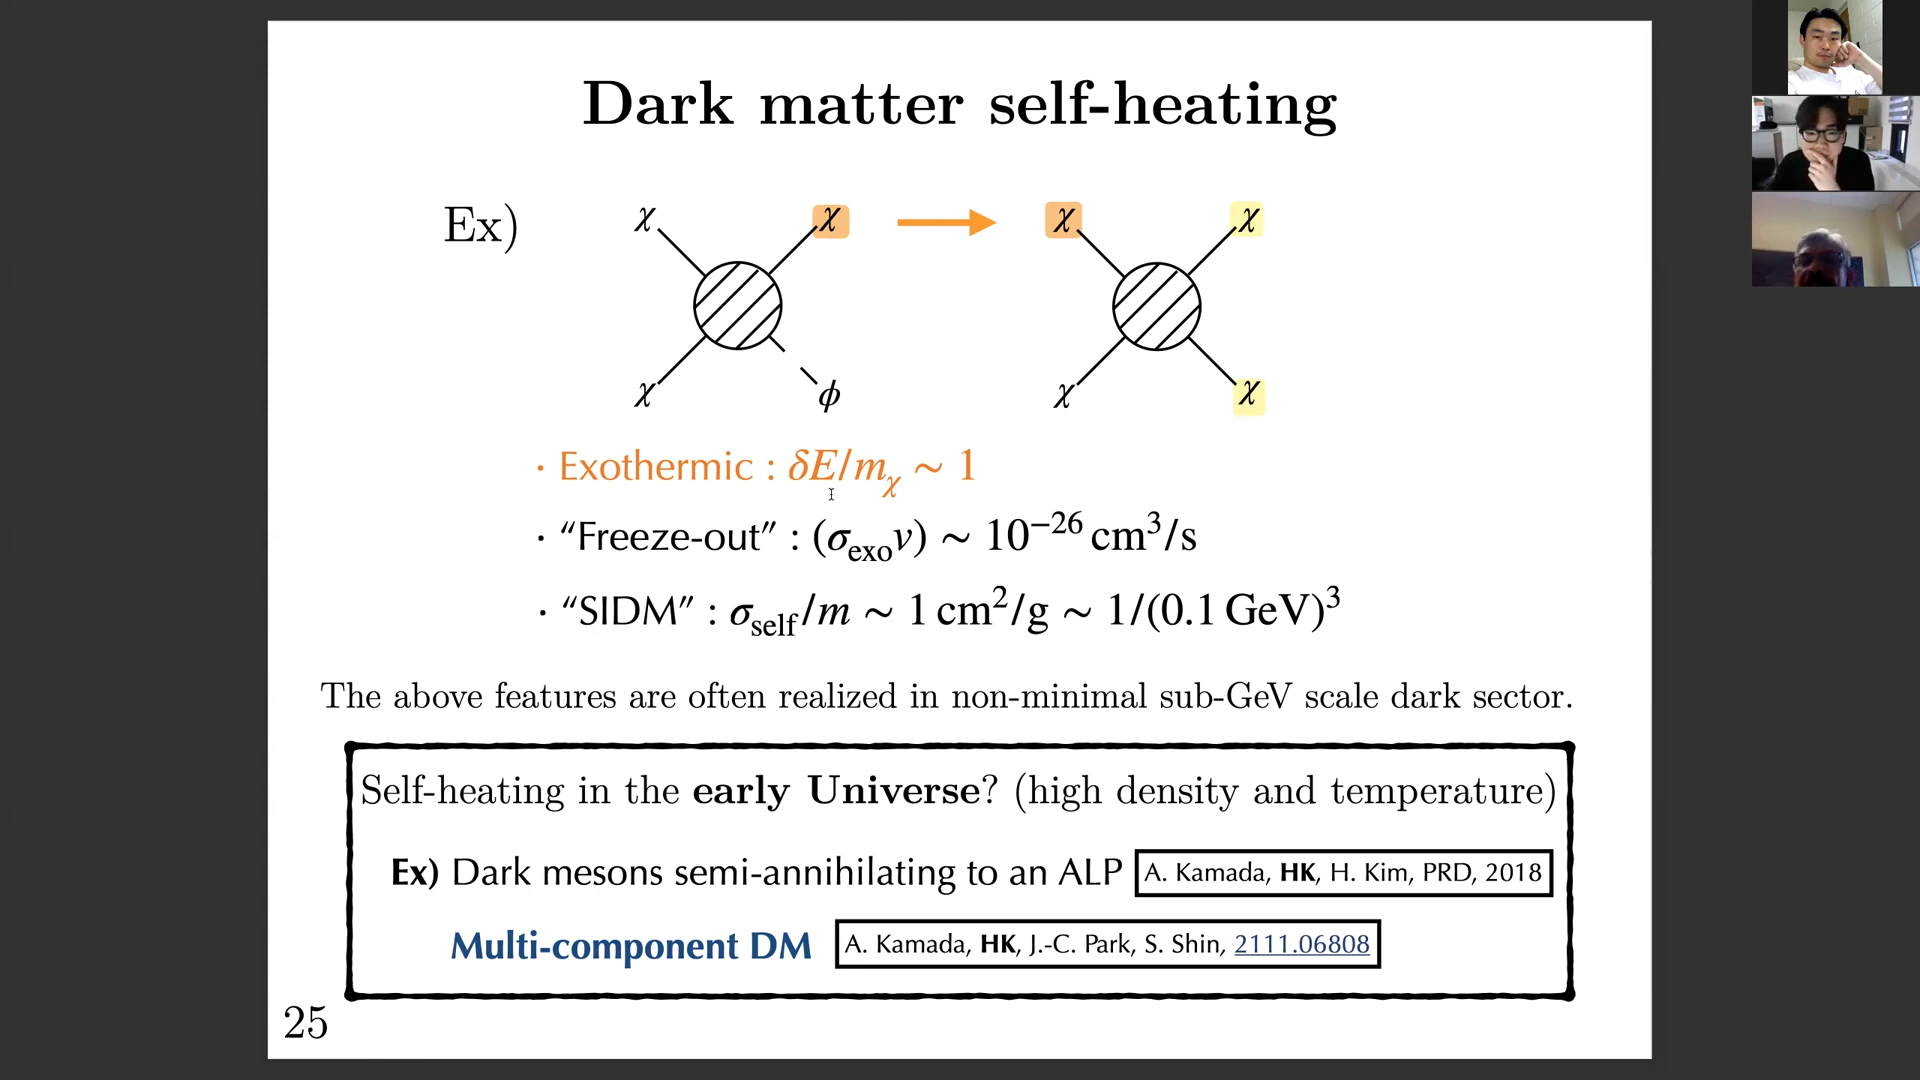 Dark matter self-heating
Ex)
χ χ χ χ
χ ϕ χ χ
· Exothermic : δE/m_χ ∼ 1
· “Freeze-out” : (σ_exo v) ∼ 10^−26 cm^3/s
· “SIDM” : σ_self/m ∼ 1 cm^2/g ∼ 1/(0.1 GeV)^3
The above features are often realized in non-minimal sub-GeV scale dark sector.
Self-heating in the early Universe? (high density and temperature)
Ex) Dark mesons semi-annihilating to an ALP A. Kamada, HK, H. Kim, PRD, 2018
Multi-component DM A. Kamada, HK, J.-C. Park, S. Shin, 2111.06808
25